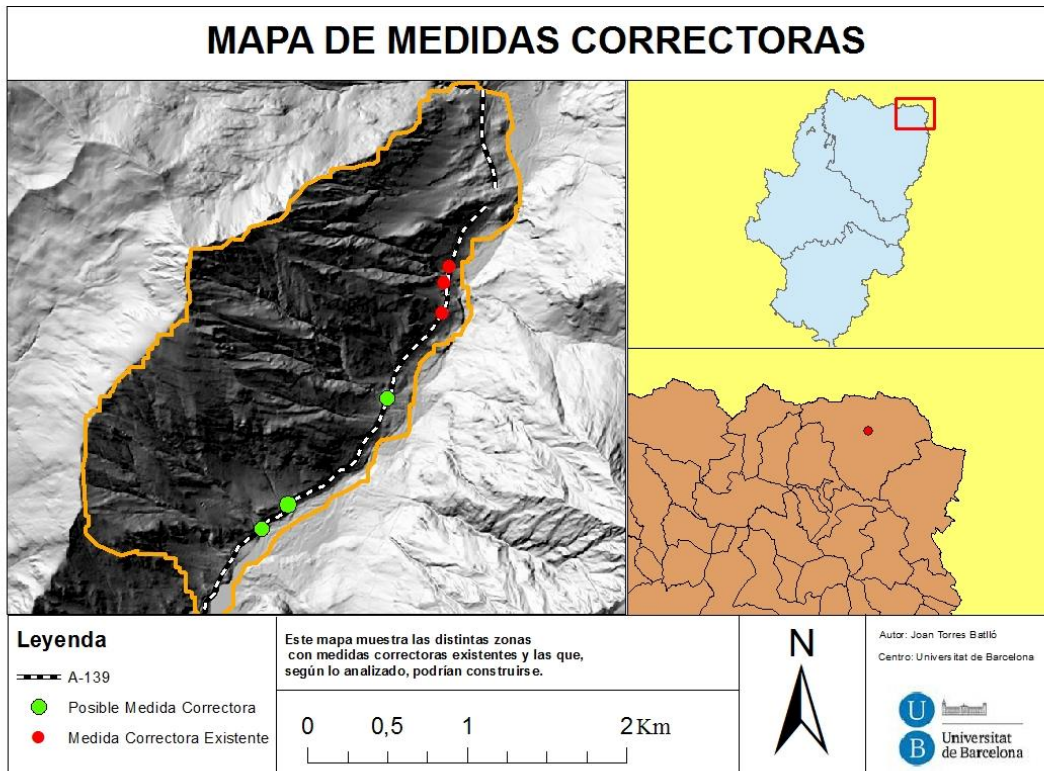 MAPA DE MEDIDAS CORRECTORAS
Leyenda
A-139
Posible Medida Correctora
Medida Correctora Existente
Este mapa muestra las distintas zonas
con medidas correctoras existentes y las que,
según lo analizado, podrían construirse.
0 0,5 1 2 Km
N
Autor: Joan Torres Batlló
Centro: Universitat de Barcelona
U
B
Universitat
de Barcelona